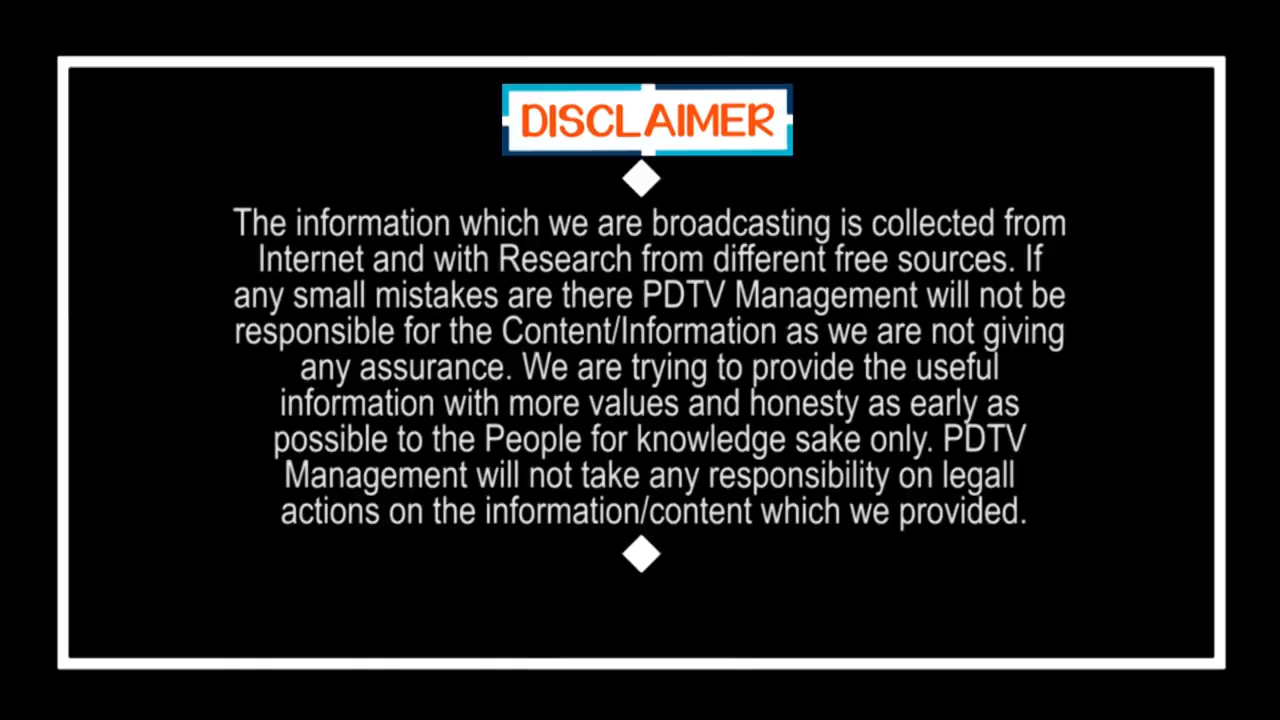 DISCLAIMER
The information which we are broadcasting is collected from
Internet and with Research from different free sources. If
any small mistakes are there PDTV Management will not be
responsible for the Content/Information as we are not giving
any assurance. We are trying to provide the useful
information with more values and honesty as early as
possible to the People for knowledge sake only. PDTV
Management will not take any responsibility on legall
actions on the information/content which we provided.